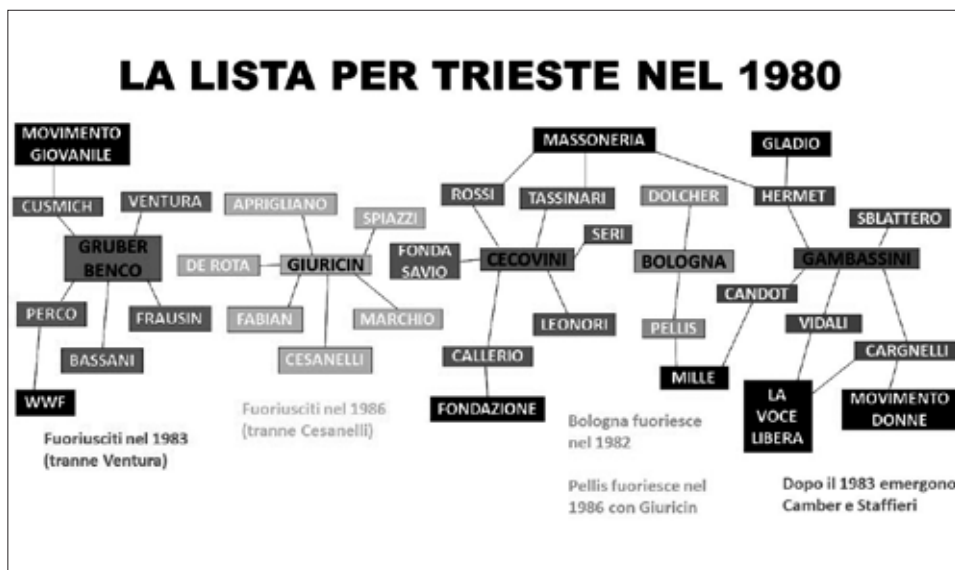 LA LISTA PER TRIESTE NEL 1980
MOVIMENTO
GIOVANILE
MASSONERIA
GLADIO
CUSMICH
VENTURA
APRIGLIANO
SPIAZZI
ROSSI
TASSINARI
DOLCHER
HERMET
SBLATTERO
GRUBER
BENCO
DE ROTA
GIURICIN
FONDA
SAVIO
CECOVINI
SERI
BOLOGNA
GAMBASSINI
CANDOT
PERCO
FRAUSIN
FABIAN
MARCHIO
LEONORI
PELLIS
VIDALI
BASSANI
CESANELLI
CALLERIO
CARGNELLI
WWF
FONDAZIONE
MILLE
LA
VOCE
LIBERA
MOVIMENTO
DONNE
Fuoriusciti nel 1983
(tranne Ventura)
Fuoriusciti nel 1986
(tranne Cesanelli)
Bologna fuoriesce
nel 1982
Pellis fuoriesce nel
1986 con Giuricin
Dopo il 1983 emergono
Camber e Staffieri